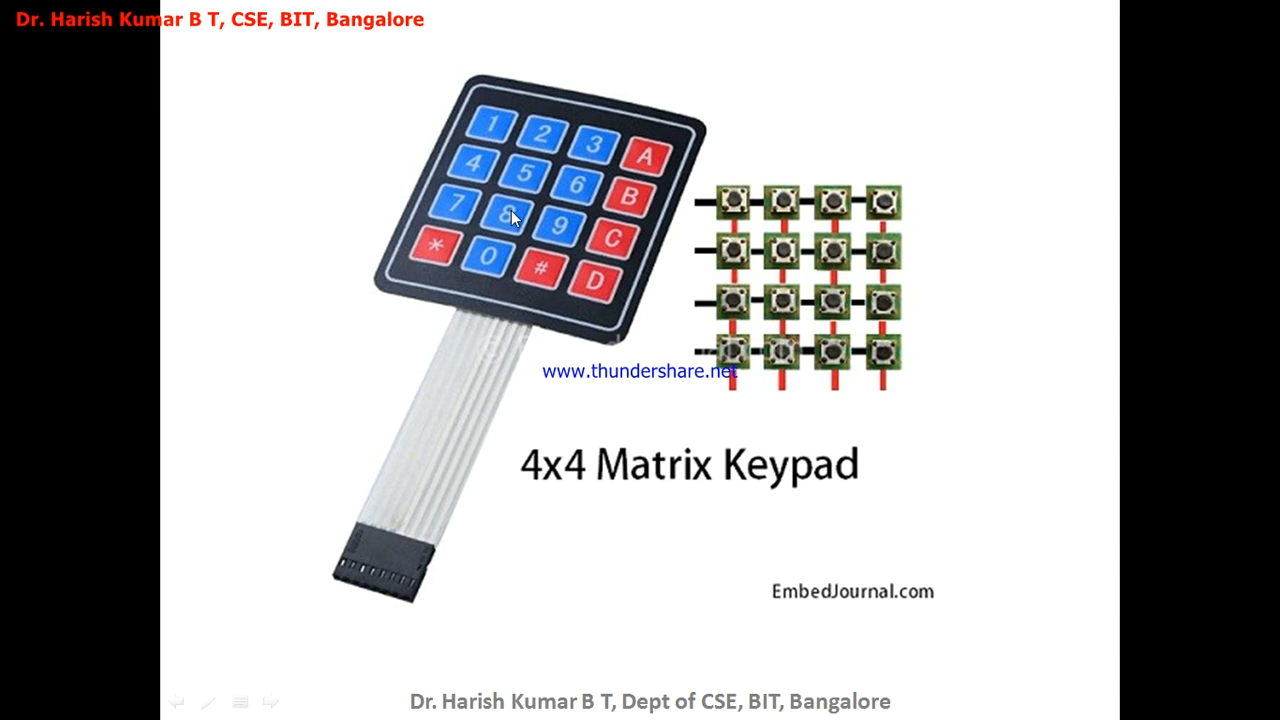 Dr. Harish Kumar B T, CSE, BIT, Bangalore
1 2 3 A
4 5 6 B
7 8 9 C
* 0 # D
www.thundershare.net
4x4 Matrix Keypad
EmbedJournal.com
Dr. Harish Kumar B T, Dept of CSE, BIT, Bangalore